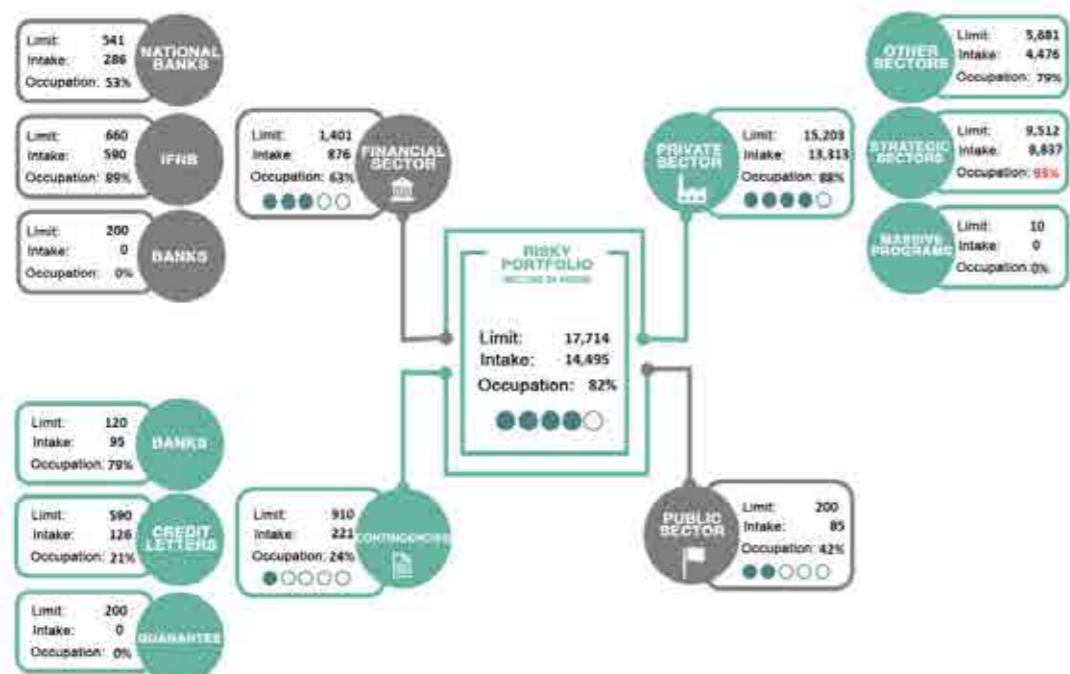 NATIONAL
BANKS
Limit: 541
Intake: 286
Occupation: 53%
IFNB
Limit: 660
Intake: 590
Occupation: 89%
BANKS
Limit: 200
Intake: 0
Occupation: 0%
FINANCIAL
SECTOR
Limit: 1,401
Intake: 876
Occupation: 63%
PRIVATE
SECTOR
Limit: 15,203
Intake: 13,313
Occupation: 88%
OTHER
SECTORS
Limit: 5,681
Intake: 4,476
Occupation: 79%
STRATEGIC
SECTORS
Limit: 9,512
Intake: 8,837
Occupation: 93%
MASSIVE
PROGRAMS
Limit: 10
Intake: 0
Occupation: 0%
RISKY
PORTFOLIO
Limit: 17,714
Intake: 14,495
Occupation: 82%
BANKS
Limit: 120
Intake: 95
Occupation: 79%
CREDIT
LETTERS
Limit: 590
Intake: 126
Occupation: 21%
GUARANTEE
Limit: 200
Intake: 0
Occupation: 0%
CONTINGENCIES
Limit: 910
Intake: 221
Occupation: 24%
PUBLIC
SECTOR
Limit: 200
Intake: 85
Occupation: 42%